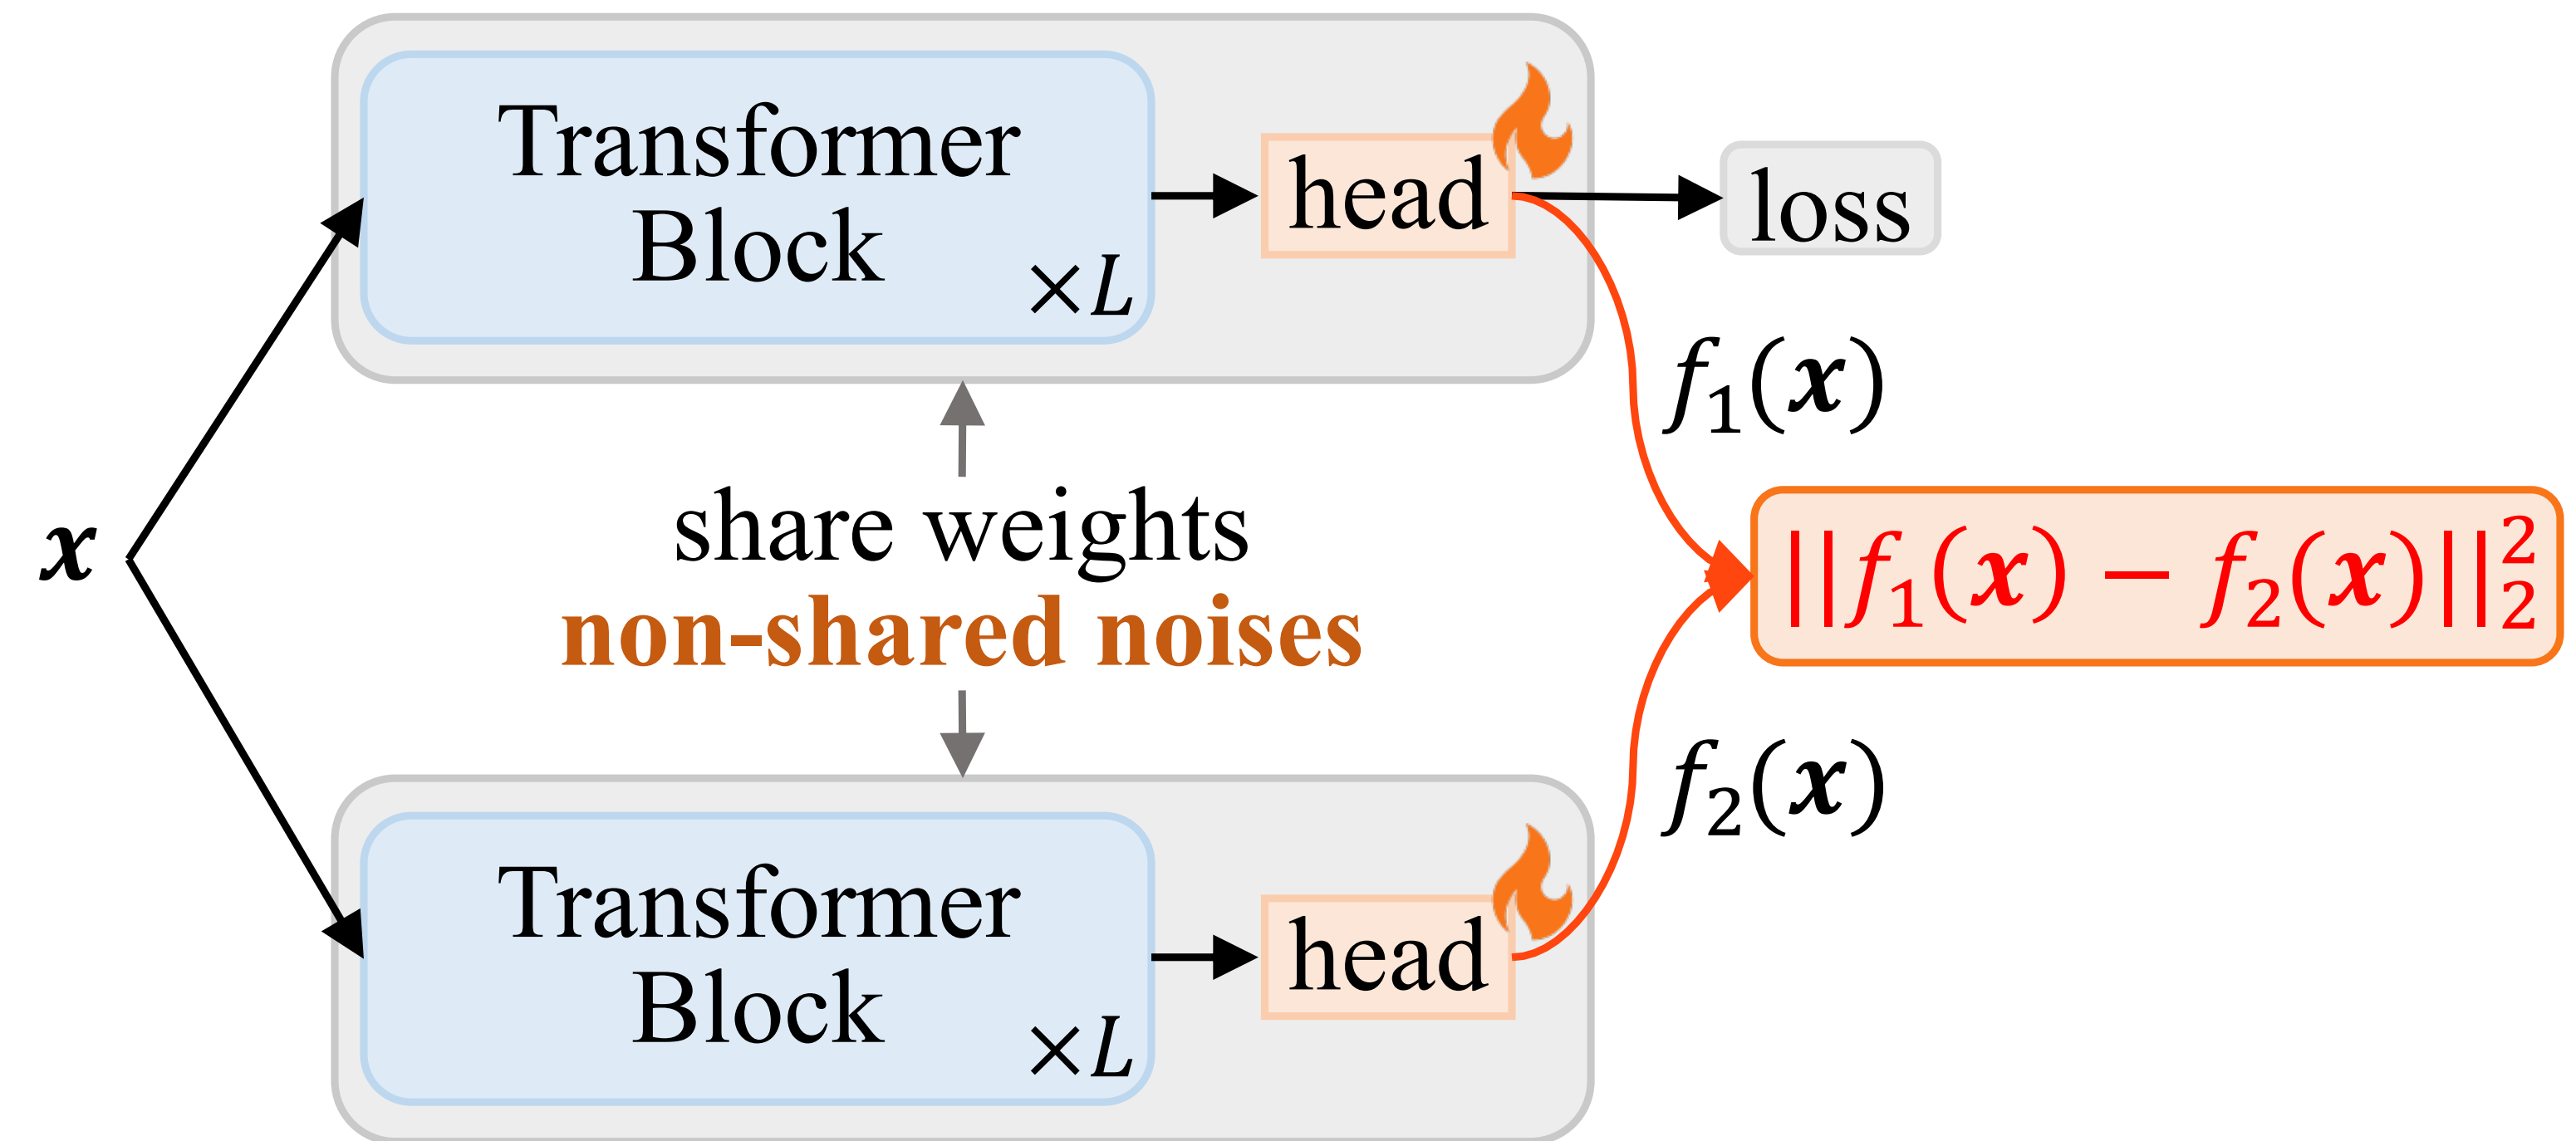 Transformer
Block
×L
head
loss
f₁(x)
x
share weights
non-shared noises
||f₁(x) − f₂(x)||₂²
f₂(x)
Transformer
Block
×L
head